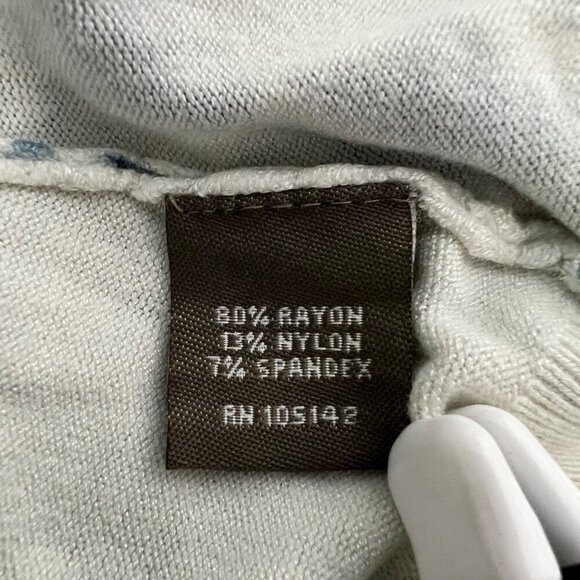 80% RAYON
13% NYLON
7% SPANDEX
RN 105142